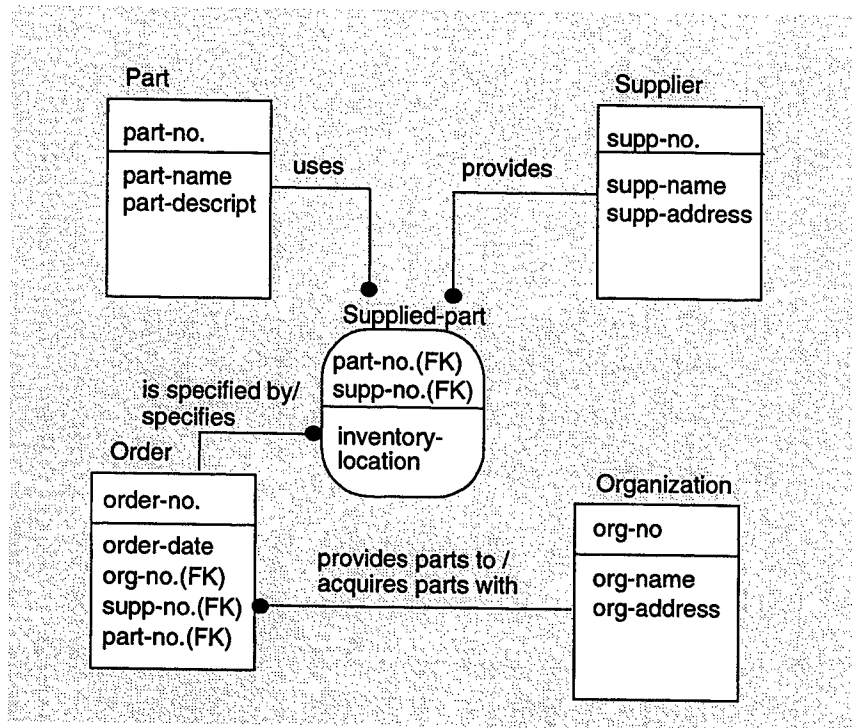 Part
part-no.
part-name
part-descript
uses
provides
Supplier
supp-no.
supp-name
supp-address
Supplied-part
part-no.(FK)
supp-no.(FK)
inventory-
location
is specified by/
specifies
Order
order-no.
order-date
org-no.(FK)
supp-no.(FK)
part-no.(FK)
provides parts to /
acquires parts with
Organization
org-no
org-name
org-address